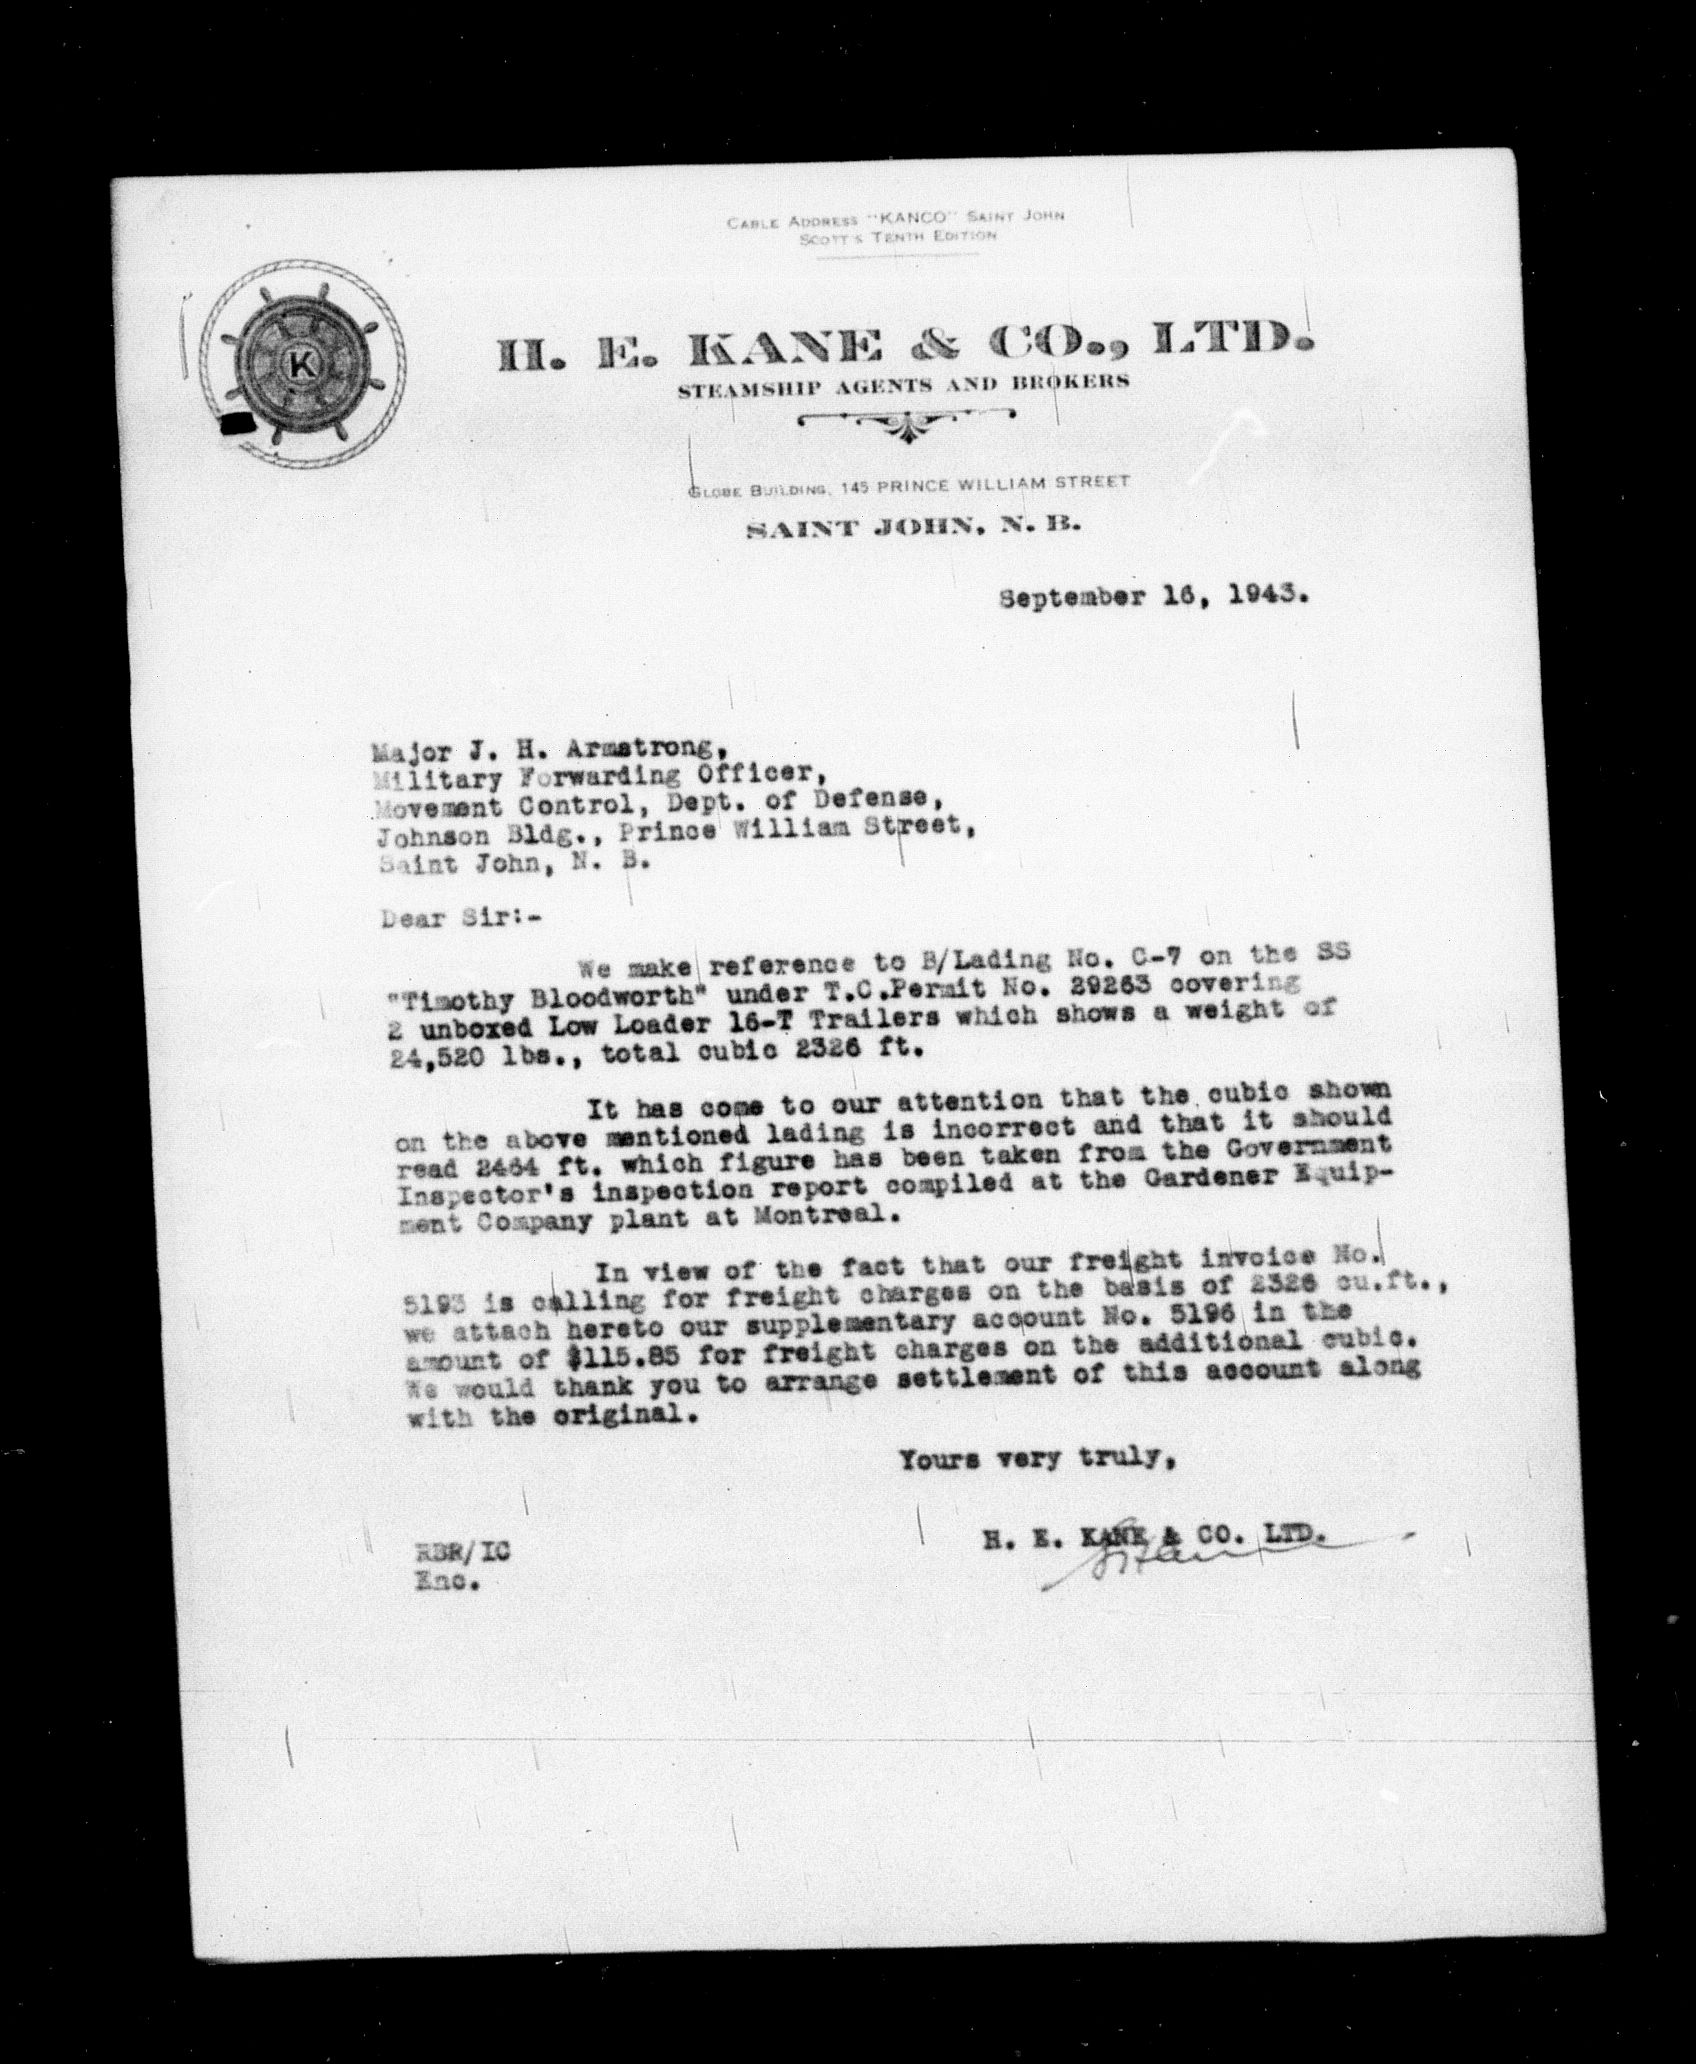 CABLE ADDRESS "KANCO" SAINT JOHN
SCOTT'S TENTH EDITION
K
H. E. KANE & CO., LTD.
STEAMSHIP AGENTS AND BROKERS
GLOBE BUILDING, 145 PRINCE WILLIAM STREET
SAINT JOHN, N. B.
September 16, 1943.
Major J. H. Armstrong,
Military Forwarding Officer,
Movement Control, Dept. of Defense,
Johnson Bldg., Prince William Street,
Saint John, N. B.
Dear Sir:-
We make reference to B/Lading No. C-7 on the SS
"Timothy Bloodworth" under T.C.Permit No. 29263 covering
2 unboxed Low Loader 16-T Trailers which shows a weight of
24,520 lbs., total cubic 2326 ft.
It has come to our attention that the cubic shown
on the above mentioned lading is incorrect and that it should
read 2464 ft. which figure has been taken from the Government
Inspector's inspection report compiled at the Gardener Equip-
ment Company plant at Montreal.
In view of the fact that our freight invoice No.
5193 is calling for freight charges on the basis of 2326 cu.ft.,
we attach hereto our supplementary account No. 5196 in the
amount of $115.85 for freight charges on the additional cubic.
We would thank you to arrange settlement of this account along
with the original.
Yours very truly,
H. E. KANE & CO. LTD.
RBR/IC
Enc.